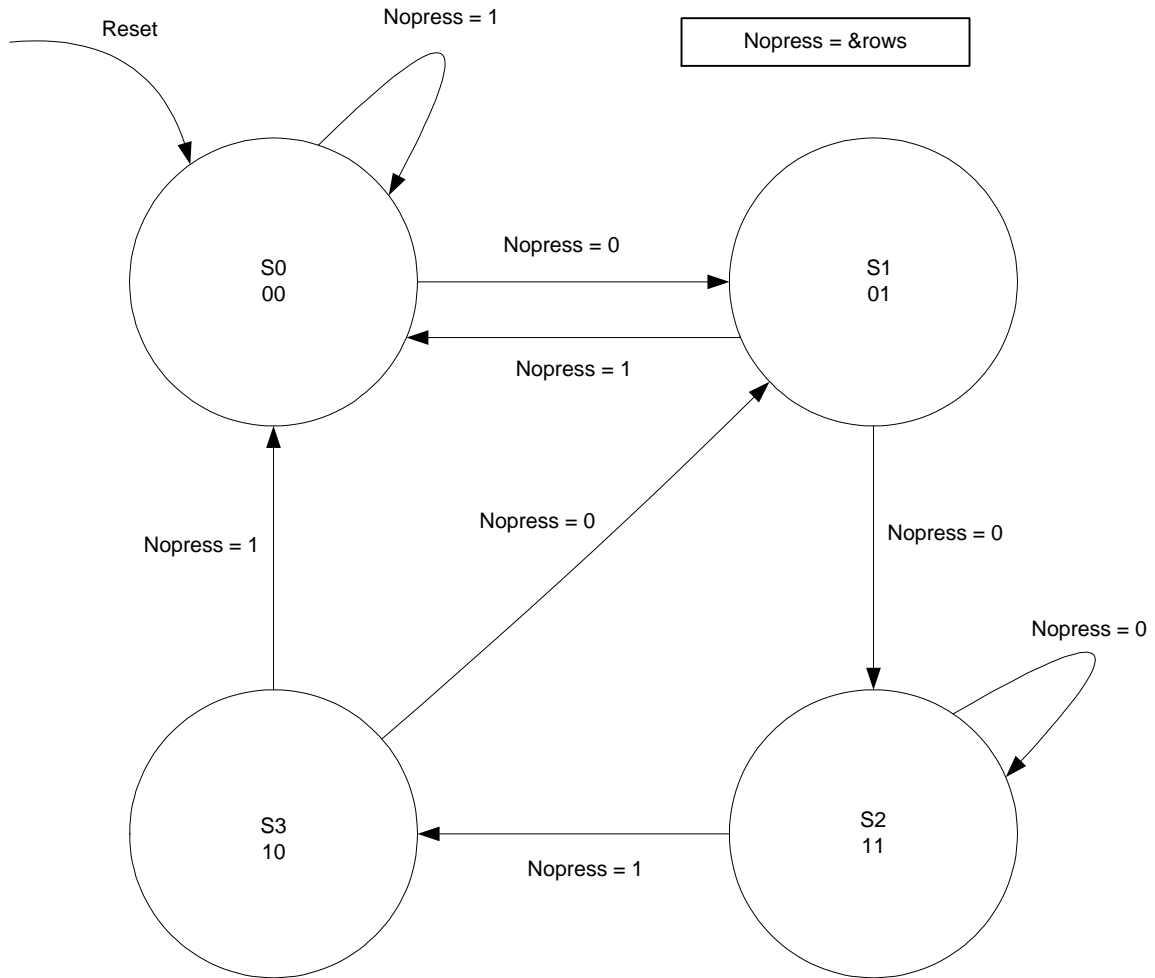 Nopress = 1
Reset
Nopress = &rows
Nopress = 0
S0
00
S1
01
Nopress = 1
Nopress = 0
Nopress = 1
Nopress = 0
Nopress = 0
S3
10
S2
11
Nopress = 1